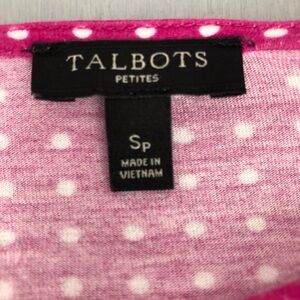 TALBOTS
PETITES
Sp
MADE IN
VIETNAM